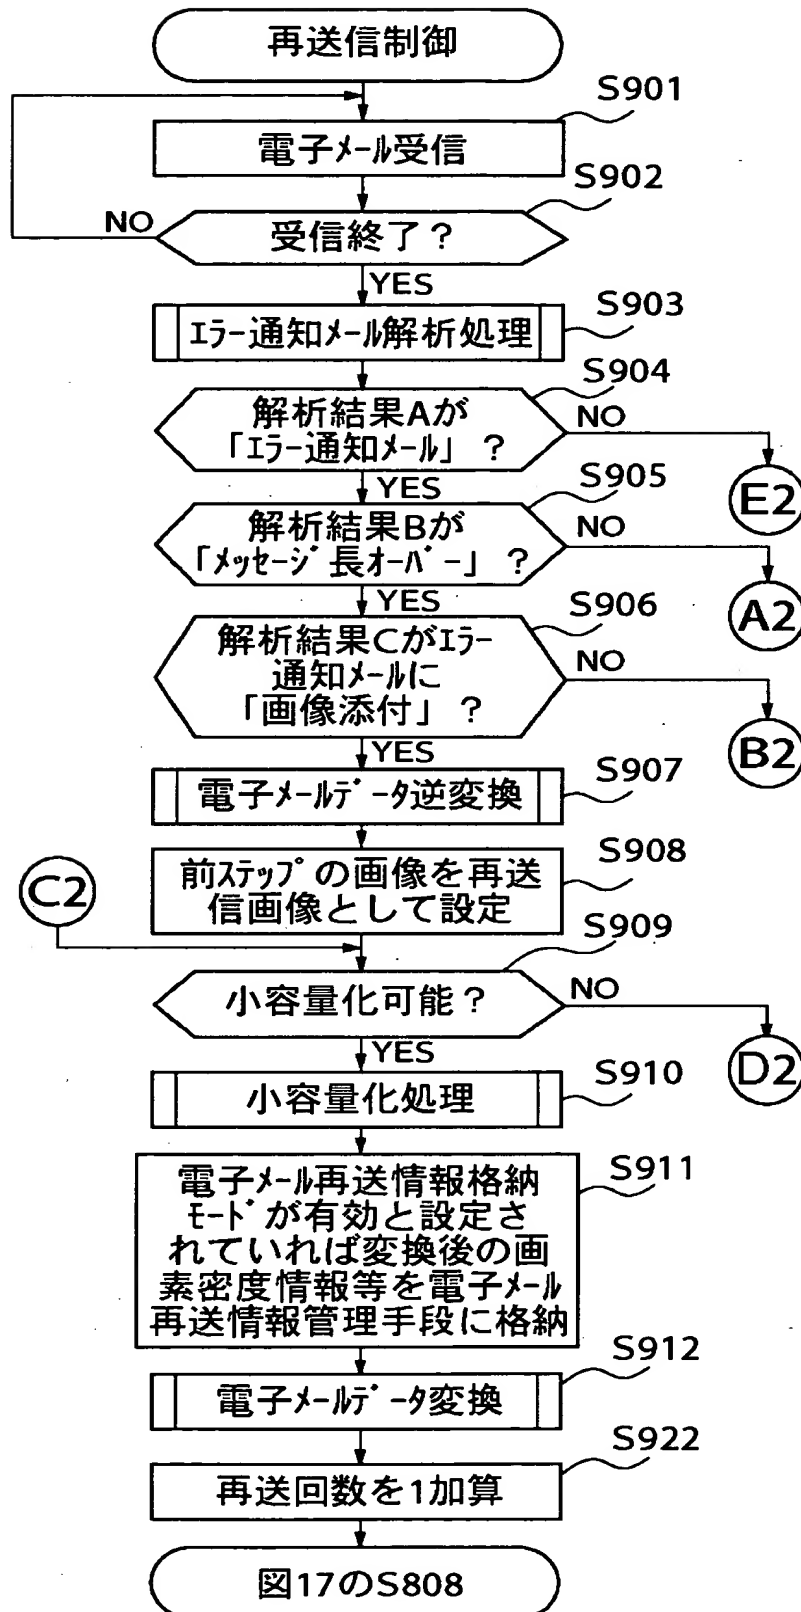 再送信制御
S901
電子メール受信
S902
NO
受信終了？
YES
S903
エラー通知メール解析処理
S904
解析結果Aが
「エラー通知メール」？
NO
E2
YES
S905
解析結果Bが
「メッセージ長オーバー」？
NO
A2
YES
S906
解析結果Cがエラー
通知メールに
「画像添付」？
NO
B2
YES
S907
電子メールデータ逆変換
S908
前ステップの画像を再送
信画像として設定
C2
S909
小容量化可能？
NO
D2
YES
S910
小容量化処理
S911
電子メール再送情報格納
モードが有効と設定さ
れていれば変換後の画
素密度情報等を電子メール
再送情報管理手段に格納
S912
電子メールデータ変換
S922
再送回数を1加算
図17のS808